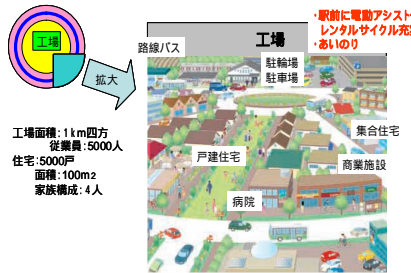 ・駅前に電動アシスト
レンタルサイクル充
・あいのり
工場
路線バス
工場
駐輪場
駐車場
拡大
集合住宅
戸建住宅
商業施設
病院
工場面積：1ｋｍ四方
従業員：5000人
住宅：5000戸
面積：100m2
家族構成：4人